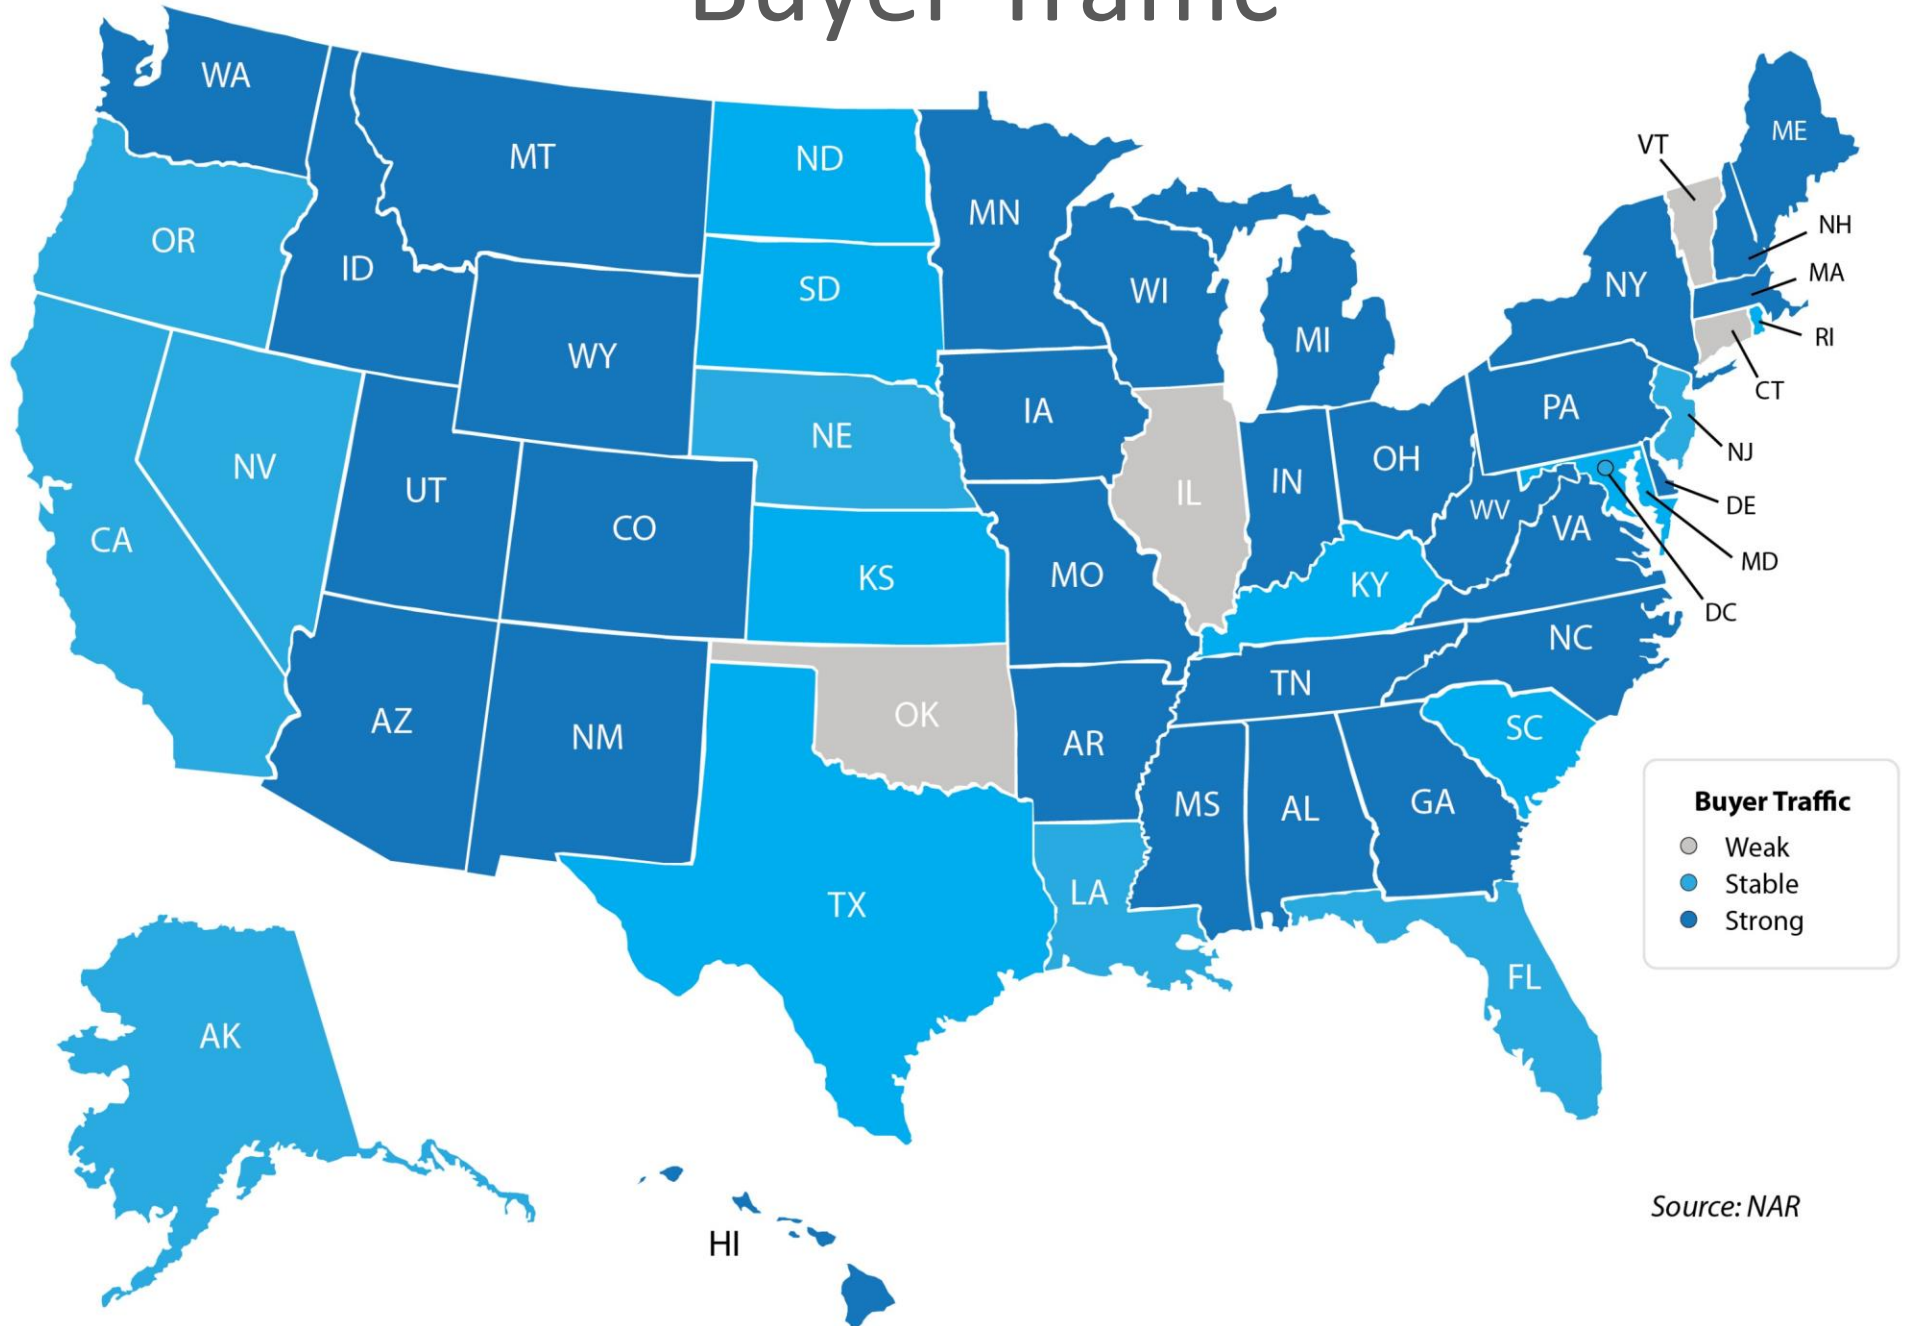 Buyer Traffic
WA
MT
ND
MN
ME
VT
OR
ID
SD
WI
MI
NY
NH
MA
RI
CT
WY
IA
PA
NE
NV
UT
CO
IL
IN
OH
NJ
DE
WV
VA
MD
DC
CA
KS
MO
KY
NC
TN
AZ
NM
OK
AR
SC
MS
AL
GA
TX
LA
FL
AK
HI
Buyer Traffic
Weak
Stable
Strong
Source: NAR